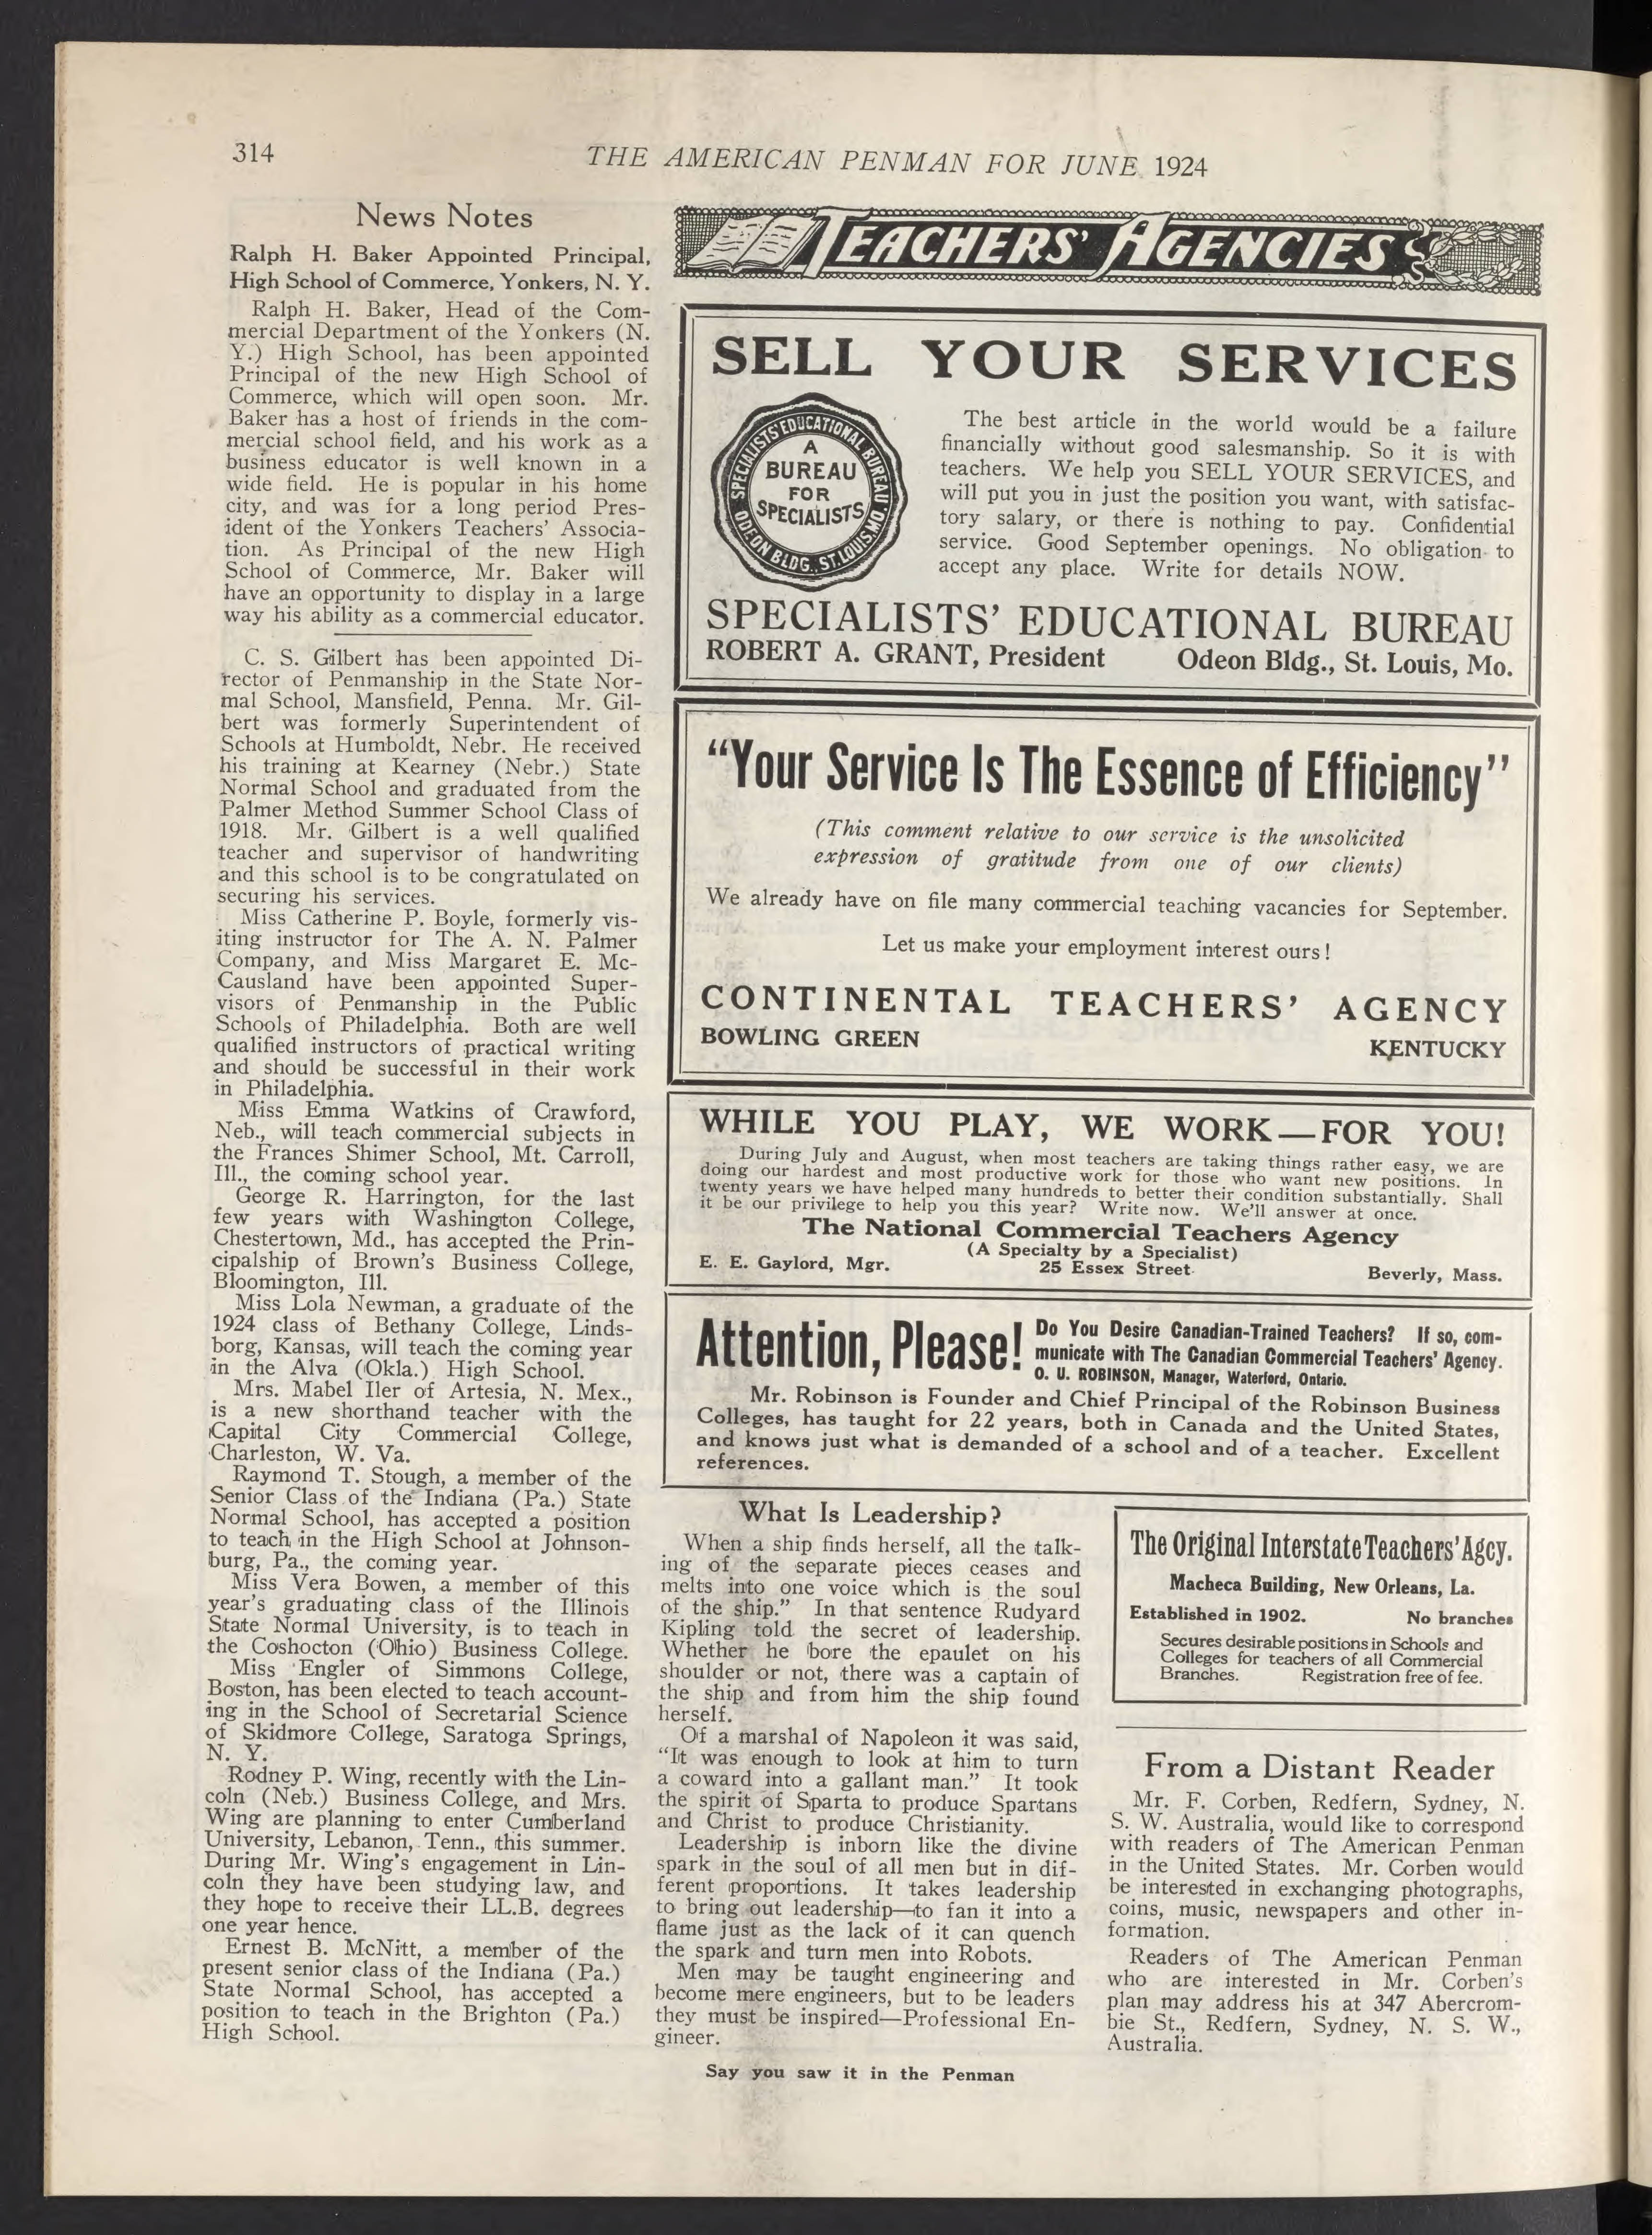 314
THE AMERICAN PENMAN FOR JUNE 1924
News Notes
Ralph H. Baker Appointed Principal,
High School of Commerce, Yonkers, N. Y.
Ralph H. Baker, Head of the Com-
mercial Department of the Yonkers (N.
Y.) High School, has been appointed
Principal of the new High School of
Commerce, which will open soon. Mr.
Baker has a host of friends in the com-
mercial school field, and his work as a
business educator is well known in a
wide field. He is popular in his home
city, and was for a long period Pres-
ident of the Yonkers Teachers' Associa-
tion. As Principal of the new High
School of Commerce, Mr. Baker will
have an opportunity to display in a large
way his ability as a commercial educator.
C. S. Gilbert has been appointed Di-
rector of Penmanship in the State Nor-
mal School, Mansfield, Penna. Mr. Gil-
bert was formerly Superintendent of
Schools at Humboldt, Nebr. He received
his training at Kearney (Nebr.) State
Normal School and graduated from the
Palmer Method Summer School Class of
1918. Mr. Gilbert is a well qualified
teacher and supervisor of handwriting
and this school is to be congratulated on
securing his services.
Miss Catherine P. Boyle, formerly vis-
iting instructor for The A. N. Palmer
Company, and Miss Margaret E. Mc-
Causland have been appointed Super-
visors of Penmanship in the Public
Schools of Philadelphia. Both are well
qualified instructors of practical writing
and should be successful in their work
in Philadelphia.
Miss Emma Watkins of Crawford,
Neb., will teach commercial subjects in
the Frances Shimer School, Mt. Carroll,
Ill., the coming school year.
George R. Harrington, for the last
few years with Washington College,
Chestertown, Md., has accepted the Prin-
cipalship of Brown's Business College,
Bloomington, Ill.
Miss Lola Newman, a graduate of the
1924 class of Bethany College, Linds-
borg, Kansas, will teach the coming year
in the Alva (Okla.) High School.
Mrs. Mabel Iler of Artesia, N. Mex.,
is a new shorthand teacher with the
Capital City Commercial College,
Charleston, W. Va.
Raymond T. Stough, a member of the
Senior Class of the Indiana (Pa.) State
Normal School, has accepted a position
to teach in the High School at Johnson-
burg, Pa., the coming year.
Miss Vera Bowen, a member of this
year's graduating class of the Illinois
State Normal University, is to teach in
the Coshocton (Ohio) Business College.
Miss Engler of Simmons College,
Boston, has been elected to teach account-
ing in the School of Secretarial Science
of Skidmore College, Saratoga Springs,
N. Y.
Rodney P. Wing, recently with the Lin-
coln (Neb.) Business College, and Mrs.
Wing are planning to enter Cumberland
University, Lebanon, Tenn., this summer.
During Mr. Wing's engagement in Lin-
coln they have been studying law, and
they hope to receive their LL.B. degrees
one year hence.
Ernest B. McNitt, a member of the
present senior class of the Indiana (Pa.)
State Normal School, has accepted a
position to teach in the Brighton (Pa.)
High School.
TEACHERS' AGENCIES
SELL YOUR SERVICES
SPECIALISTS' EDUCATIONAL BUREAU
ODEON BLDG., ST. LOUIS, MO.
A
BUREAU
FOR
SPECIALISTS
The best article in the world would be a failure
financially without good salesmanship. So it is with
teachers. We help you SELL YOUR SERVICES, and
will put you in just the position you want, with satisfac-
tory salary, or there is nothing to pay. Confidential
service. Good September openings. No obligation to
accept any place. Write for details NOW.
SPECIALISTS' EDUCATIONAL BUREAU
ROBERT A. GRANT, President Odeon Bldg., St. Louis, Mo.
"Your Service Is The Essence of Efficiency"
(This comment relative to our service is the unsolicited
expression of gratitude from one of our clients)
We already have on file many commercial teaching vacancies for September.
Let us make your employment interest ours!
CONTINENTAL TEACHERS' AGENCY
BOWLING GREEN KENTUCKY
WHILE YOU PLAY, WE WORK—FOR YOU!
During July and August, when most teachers are taking things rather easy, we are
doing our hardest and most productive work for those who want new positions. In
twenty years we have helped many hundreds to better their condition substantially. Shall
it be our privilege to help you this year? Write now. We'll answer at once.
The National Commercial Teachers Agency
(A Specialty by a Specialist)
E. E. Gaylord, Mgr. 25 Essex Street Beverly, Mass.
Attention, Please!
Do You Desire Canadian-Trained Teachers? If so, com-
municate with The Canadian Commercial Teachers' Agency.
O. U. ROBINSON, Manager, Waterford, Ontario.
Mr. Robinson is Founder and Chief Principal of the Robinson Business
Colleges, has taught for 22 years, both in Canada and the United States,
and knows just what is demanded of a school and of a teacher. Excellent
references.
What Is Leadership?
When a ship finds herself, all the talk-
ing of the separate pieces ceases and
melts into one voice which is the soul
of the ship." In that sentence Rudyard
Kipling told the secret of leadership.
Whether he bore the epaulet on his
shoulder or not, there was a captain of
the ship and from him the ship found
herself.
Of a marshal of Napoleon it was said,
"It was enough to look at him to turn
a coward into a gallant man." It took
the spirit of Sparta to produce Spartans
and Christ to produce Christianity.
Leadership is inborn like the divine
spark in the soul of all men but in dif-
ferent proportions. It takes leadership
to bring out leadership—to fan it into a
flame just as the lack of it can quench
the spark and turn men into Robots.
Men may be taught engineering and
become mere engineers, but to be leaders
they must be inspired—Professional En-
gineer.
The Original Interstate Teachers' Agcy.
Macheca Building, New Orleans, La.
Established in 1902. No branches
Secures desirable positions in Schools and
Colleges for teachers of all Commercial
Branches. Registration free of fee.
From a Distant Reader
Mr. F. Corben, Redfern, Sydney, N.
S. W. Australia, would like to correspond
with readers of The American Penman
in the United States. Mr. Corben would
be interested in exchanging photographs,
coins, music, newspapers and other in-
formation.
Readers of The American Penman
who are interested in Mr. Corben's
plan may address his at 347 Abercrom-
bie St., Redfern, Sydney, N. S. W.,
Australia.
Say you saw it in the Penman